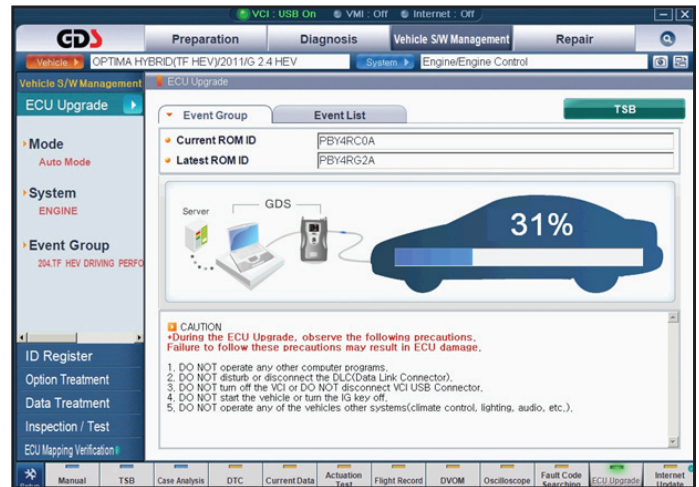 VCI : USB On VMI : Off Internet : Off
GDS Preparation Diagnosis Vehicle S/W Management Repair
Vehicle OPTIMA HYBRID(TF HEV)/2011/G 2.4 HEV System Engine/Engine Control
Vehicle S/W Management ECU Upgrade
ECU Upgrade
Event Group Event List TSB
Mode
Auto Mode
System
ENGINE
Event Group
204.TF HEV DRIVING PERFO
Current ROM ID PBY4RC0A
Latest ROM ID PBY4RG2A
Server GDS
31%
CAUTION
•During the ECU Upgrade, observe the following precautions,
Failure to follow these precautions may result in ECU damage,
1, DO NOT operate any other computer programs,
2, DO NOT disturb or disconnect the DLC(Data Link Connector),
3, DO NOT turn off the VCI or DO NOT disconnect VCI USB Connector,
4, DO NOT start the vehicle or turn the IG key off,
5, DO NOT operate any of the vehicles other systems(climate control, lighting, audio, etc,),
ID Register
Option Treatment
Data Treatment
Inspection / Test
ECU Mapping Verification
Setup Manual TSB Case Analysis DTC Current Data Actuation Test Flight Record DVOM Oscilloscope Fault Code Searching ECU Upgrade Internet Update